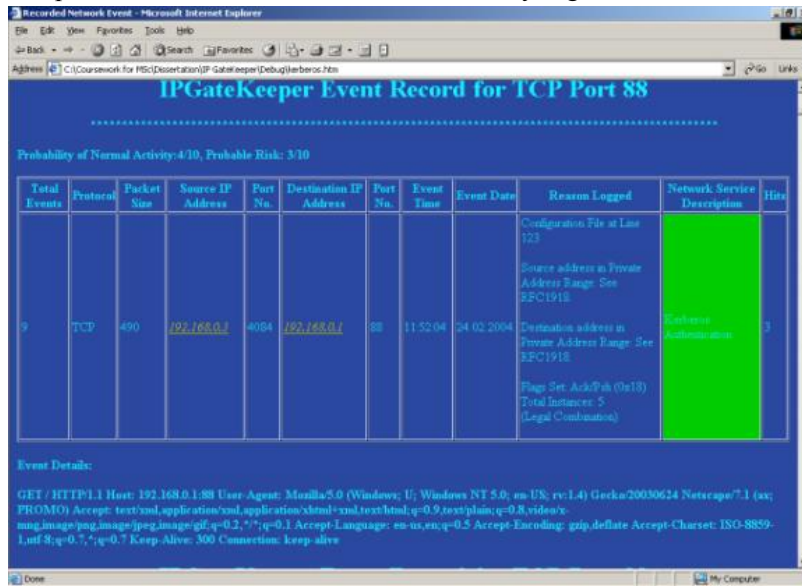 Recorded Network Event - Microsoft Internet Explorer
File Edit View Favorites Tools Help
Back Search Favorites
Address C:\Coursework for MSc\Dissertation\IP GateKeeper\Debug\kerberos.htm Go Links
IPGateKeeper Event Record for TCP Port 88
Probability of Normal Activity:4/10, Probable Risk: 3/10
Total Events
Protocol
Packet Size
Source IP Address
Port No.
Destination IP Address
Port No.
Event Time
Event Date
Reason Logged
Network Service Description
Hits
9
TCP
490
192.168.0.1
4084
192.168.0.1
88
11:52:04
24.02.2004
Configuration File at Line
123
Source address in Private
Address Range. See
RFC1918.
Destination address in
Private Address Range. See
RFC1918.
Flags Set: Ack/Psh (0x18)
Total Instances: 5
(Legal Combination)
Kerberos
Authentication
3
Event Details:
GET / HTTP/1.1 Host: 192.168.0.1:88 User-Agent: Mozilla/5.0 (Windows; U; Windows NT 5.0; en-US; rv:1.4) Gecko/20030624 Netscape/7.1 (ax;
PROMO) Accept: text/xml,application/xml,application/xhtml+xml,text/html;q=0.9,text/plain;q=0.8,video/x-
mng,image/png,image/jpeg,image/gif;q=0.2,*/*;q=0.1 Accept-Language: en-us,en;q=0.5 Accept-Encoding: gzip,deflate Accept-Charset: ISO-8859-
1,utf-8;q=0.7,*;q=0.7 Keep-Alive: 300 Connection: keep-alive
Done My Computer